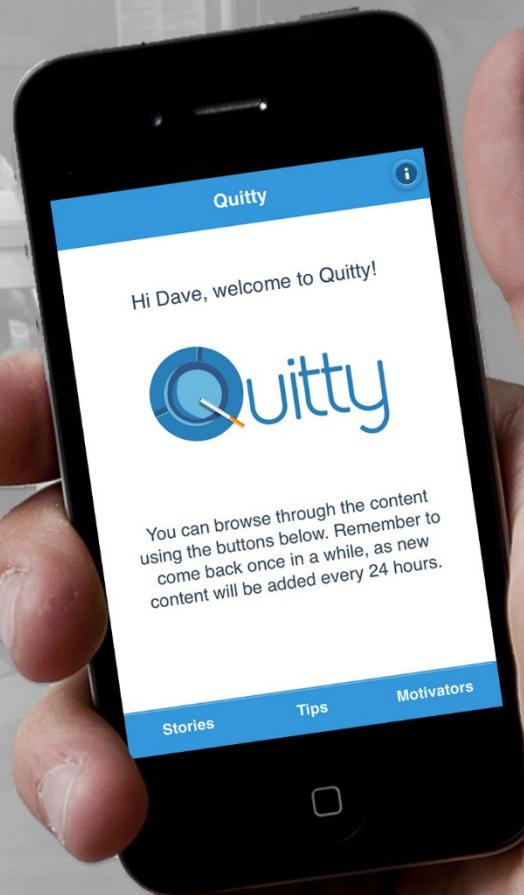 Quitty
Hi Dave, welcome to Quitty!
Quitty
You can browse through the content
using the buttons below. Remember to
come back once in a while, as new
content will be added every 24 hours.
Stories
Tips
Motivators